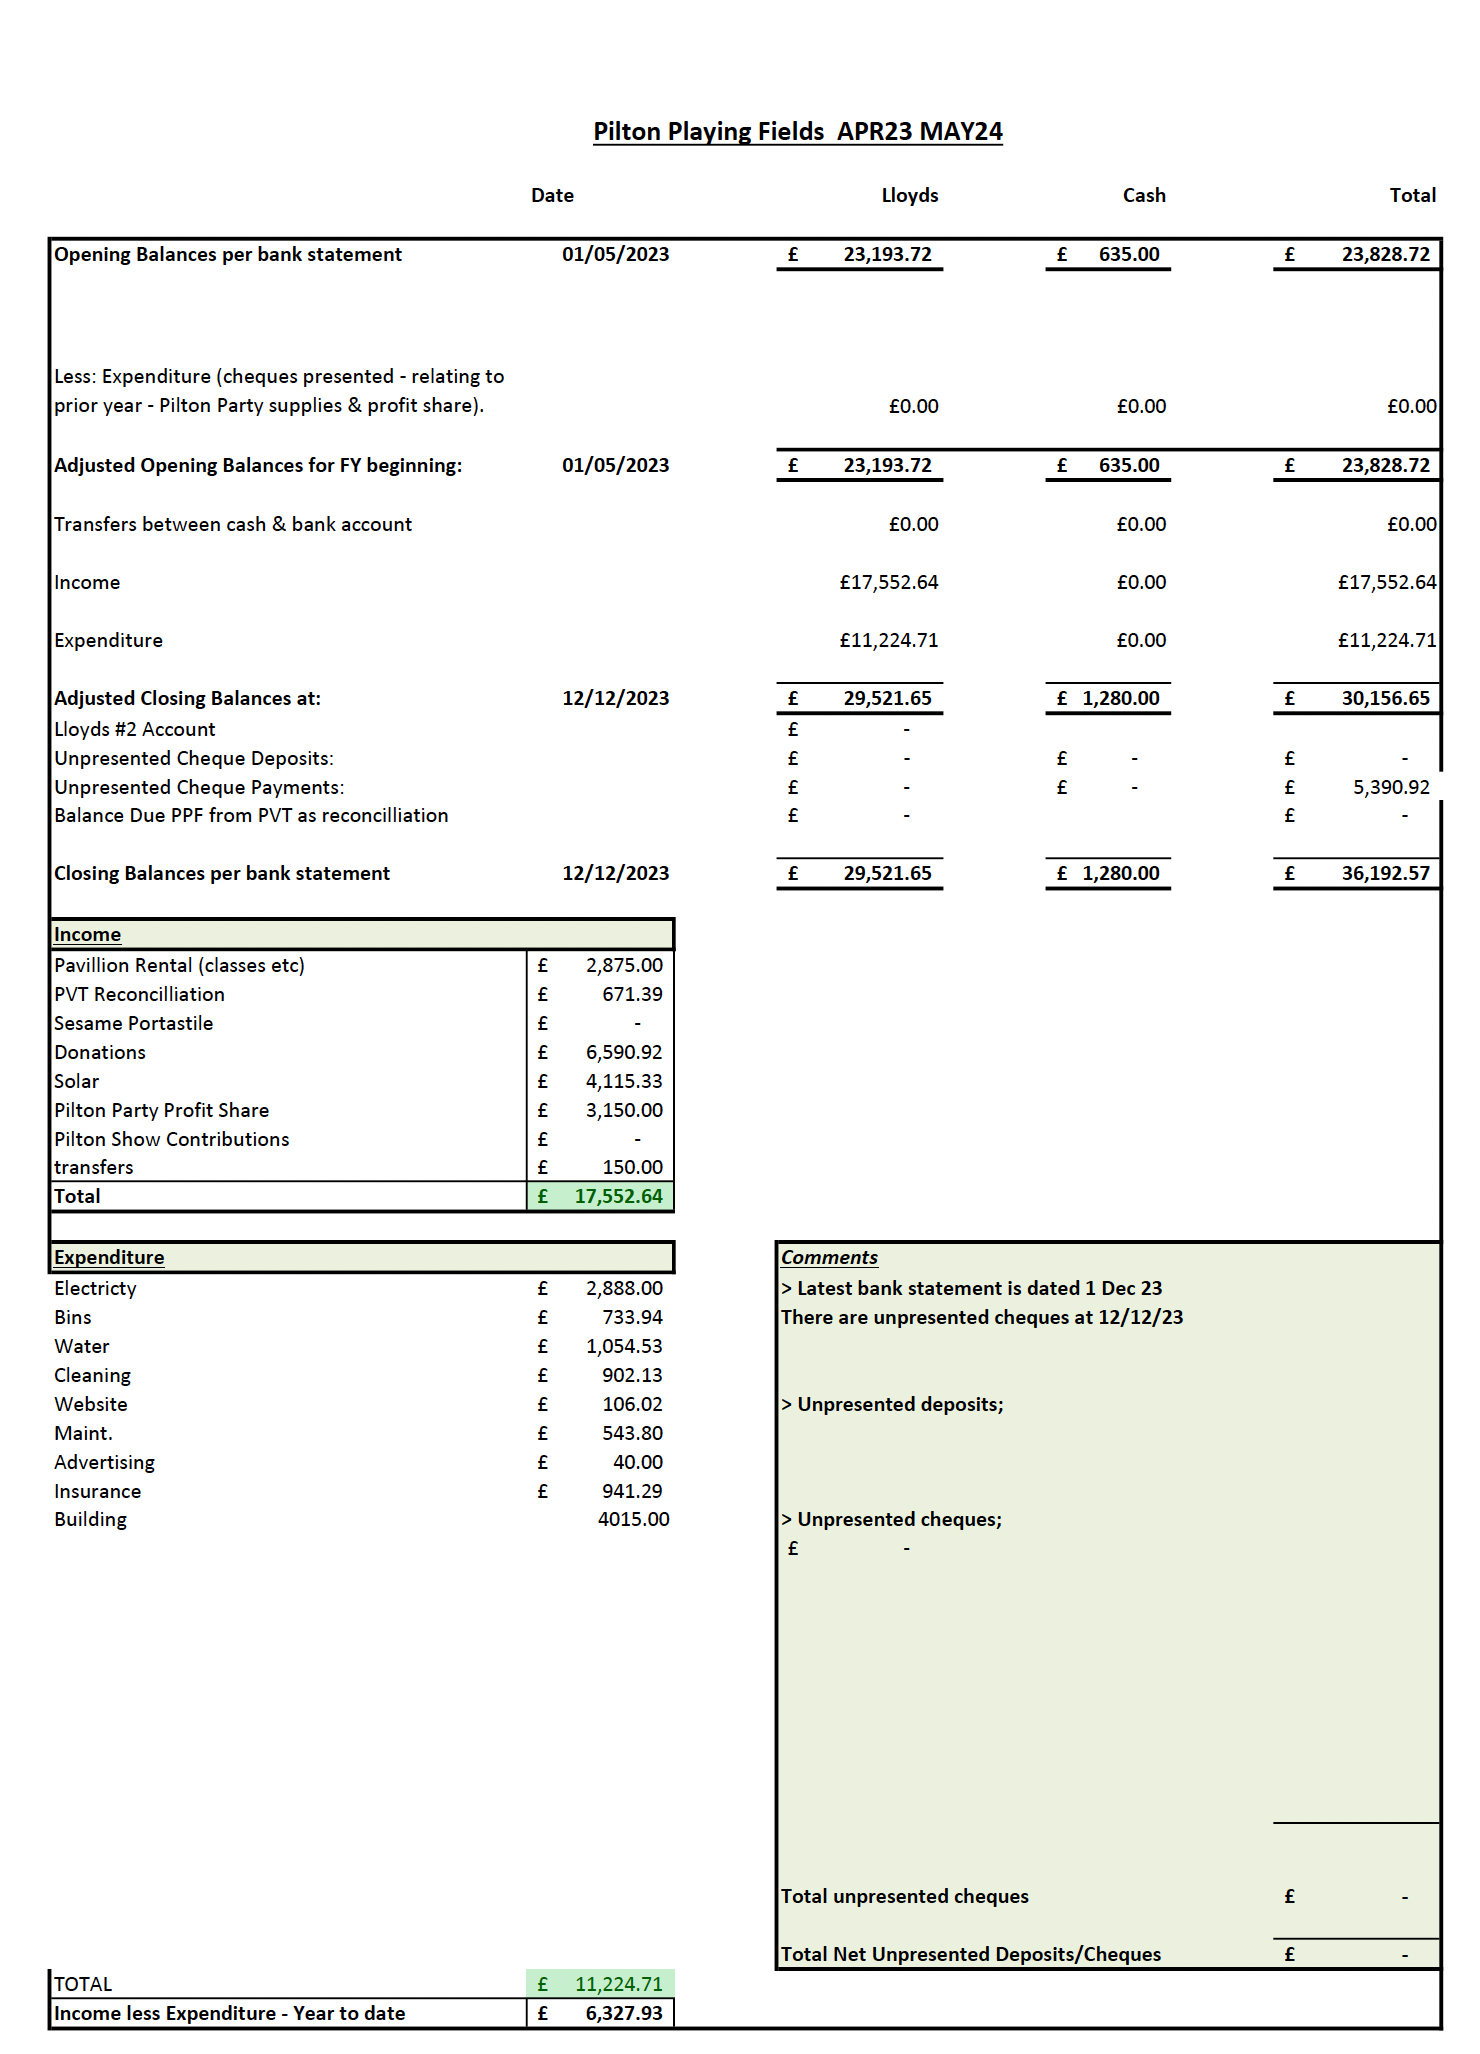 Pilton Playing Fields  APR23 MAY24
Date Lloyds Cash Total
Opening Balances per bank statement 01/05/2023 £ 23,193.72 £ 635.00 £ 23,828.72
Less: Expenditure (cheques presented - relating to
prior year - Pilton Party supplies & profit share). £0.00 £0.00 £0.00
Adjusted Opening Balances for FY beginning: 01/05/2023 £ 23,193.72 £ 635.00 £ 23,828.72
Transfers between cash & bank account £0.00 £0.00 £0.00
Income £17,552.64 £0.00 £17,552.64
Expenditure £11,224.71 £0.00 £11,224.71
Adjusted Closing Balances at: 12/12/2023 £ 29,521.65 £ 1,280.00 £ 30,156.65
Lloyds #2 Account £ -
Unpresented Cheque Deposits: £ - £ - £ -
Unpresented Cheque Payments: £ - £ - £ 5,390.92
Balance Due PPF from PVT as reconcilliation £ - £ -
Closing Balances per bank statement 12/12/2023 £ 29,521.65 £ 1,280.00 £ 36,192.57
Income
Pavillion Rental (classes etc) £ 2,875.00
PVT Reconcilliation £ 671.39
Sesame Portastile £ -
Donations £ 6,590.92
Solar £ 4,115.33
Pilton Party Profit Share £ 3,150.00
Pilton Show Contributions £ -
transfers £ 150.00
Total £ 17,552.64
Expenditure
Electricty £ 2,888.00
Bins £ 733.94
Water £ 1,054.53
Cleaning £ 902.13
Website £ 106.02
Maint. £ 543.80
Advertising £ 40.00
Insurance £ 941.29
Building 4015.00
Comments
> Latest bank statement is dated 1 Dec 23
There are unpresented cheques at 12/12/23
> Unpresented deposits;
> Unpresented cheques;
£ -
Total unpresented cheques £ -
Total Net Unpresented Deposits/Cheques £ -
TOTAL £ 11,224.71
Income less Expenditure - Year to date £ 6,327.93